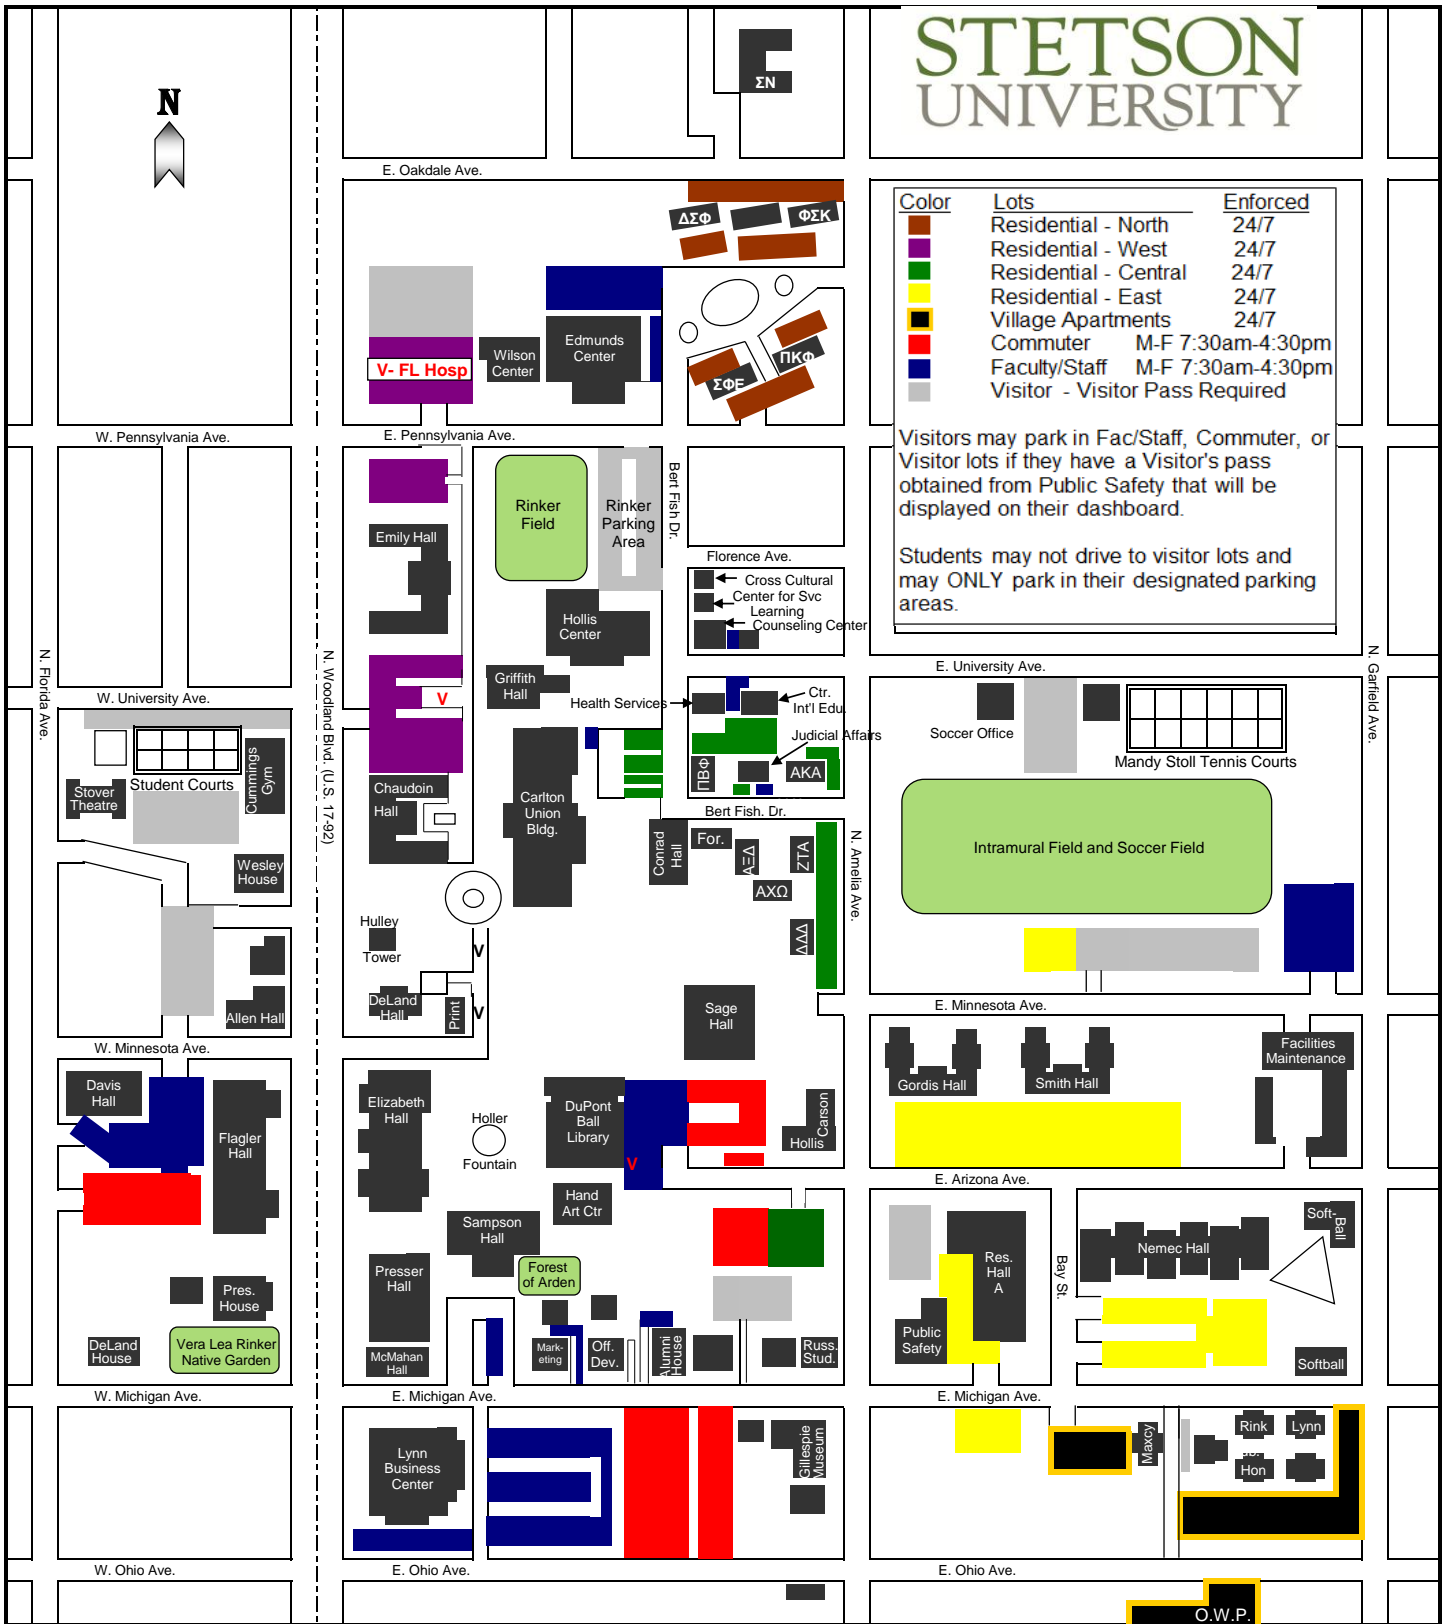 STETSON
UNIVERSITY
N
ΣN
E. Oakdale Ave.
ΔΣΦ
ΦΣK
Color Lots Enforced
Residential - North 24/7
Residential - West 24/7
Residential - Central 24/7
Residential - East 24/7
Village Apartments 24/7
Commuter M-F 7:30am-4:30pm
Faculty/Staff M-F 7:30am-4:30pm
Visitor - Visitor Pass Required
Visitors may park in Fac/Staff, Commuter, or
Visitor lots if they have a Visitor's pass
obtained from Public Safety that will be
displayed on their dashboard.
Students may not drive to visitor lots and
may ONLY park in their designated parking
areas.
V- FL Hosp
Wilson
Center
Edmunds
Center
ΠKΦ
ΣΦE
W. Pennsylvania Ave.
E. Pennsylvania Ave.
Rinker
Field
Rinker
Parking
Area
Bert Fish Dr.
Emily Hall
Florence Ave.
Cross Cultural
Center for Svc
Learning
Counseling Center
Hollis
Center
N. Florida Ave.
N. Woodland Blvd. (U.S. 17-92)
N. Garfield Ave.
E. University Ave.
W. University Ave.
V
Griffith
Hall
Health Services
Ctr.
Int'l Edu.
Judicial Affairs
Soccer Office
Mandy Stoll Tennis Courts
Student Courts
Cummings
Gym
Stover
Theatre
Chaudoin
Hall
Carlton
Union
Bldg.
ΠBΦ
AKA
Bert Fish. Dr.
Conrad
Hall
For.
AΞΔ
ZTA
AXΩ
ΔΔΔ
N. Amelia Ave.
Intramural Field and Soccer Field
Wesley
House
Hulley
Tower
V
DeLand
Hall
Print
V
Allen Hall
Sage
Hall
E. Minnesota Ave.
W. Minnesota Ave.
Davis
Hall
Flagler
Hall
Elizabeth
Hall
Holler
Fountain
DuPont
Ball
Library
V
Carson
Hollis
Gordis Hall
Smith Hall
Facilities
Maintenance
E. Arizona Ave.
Hand
Art Ctr
Sampson
Hall
Forest
of Arden
Presser
Hall
Res.
Hall
A
Bay St.
Nemec Hall
Soft-
Ball
Pres.
House
DeLand
House
Vera Lea Rinker
Native Garden
McMahan
Hall
Mark-
eting
Off.
Dev.
Alumni
House
Russ.
Stud.
Public
Safety
Softball
W. Michigan Ave.
E. Michigan Ave.
E. Michigan Ave.
Lynn
Business
Center
Gillespie
Museum
Maxcy
Rink
Lynn
Hon
W. Ohio Ave.
E. Ohio Ave.
E. Ohio Ave.
O.W.P.